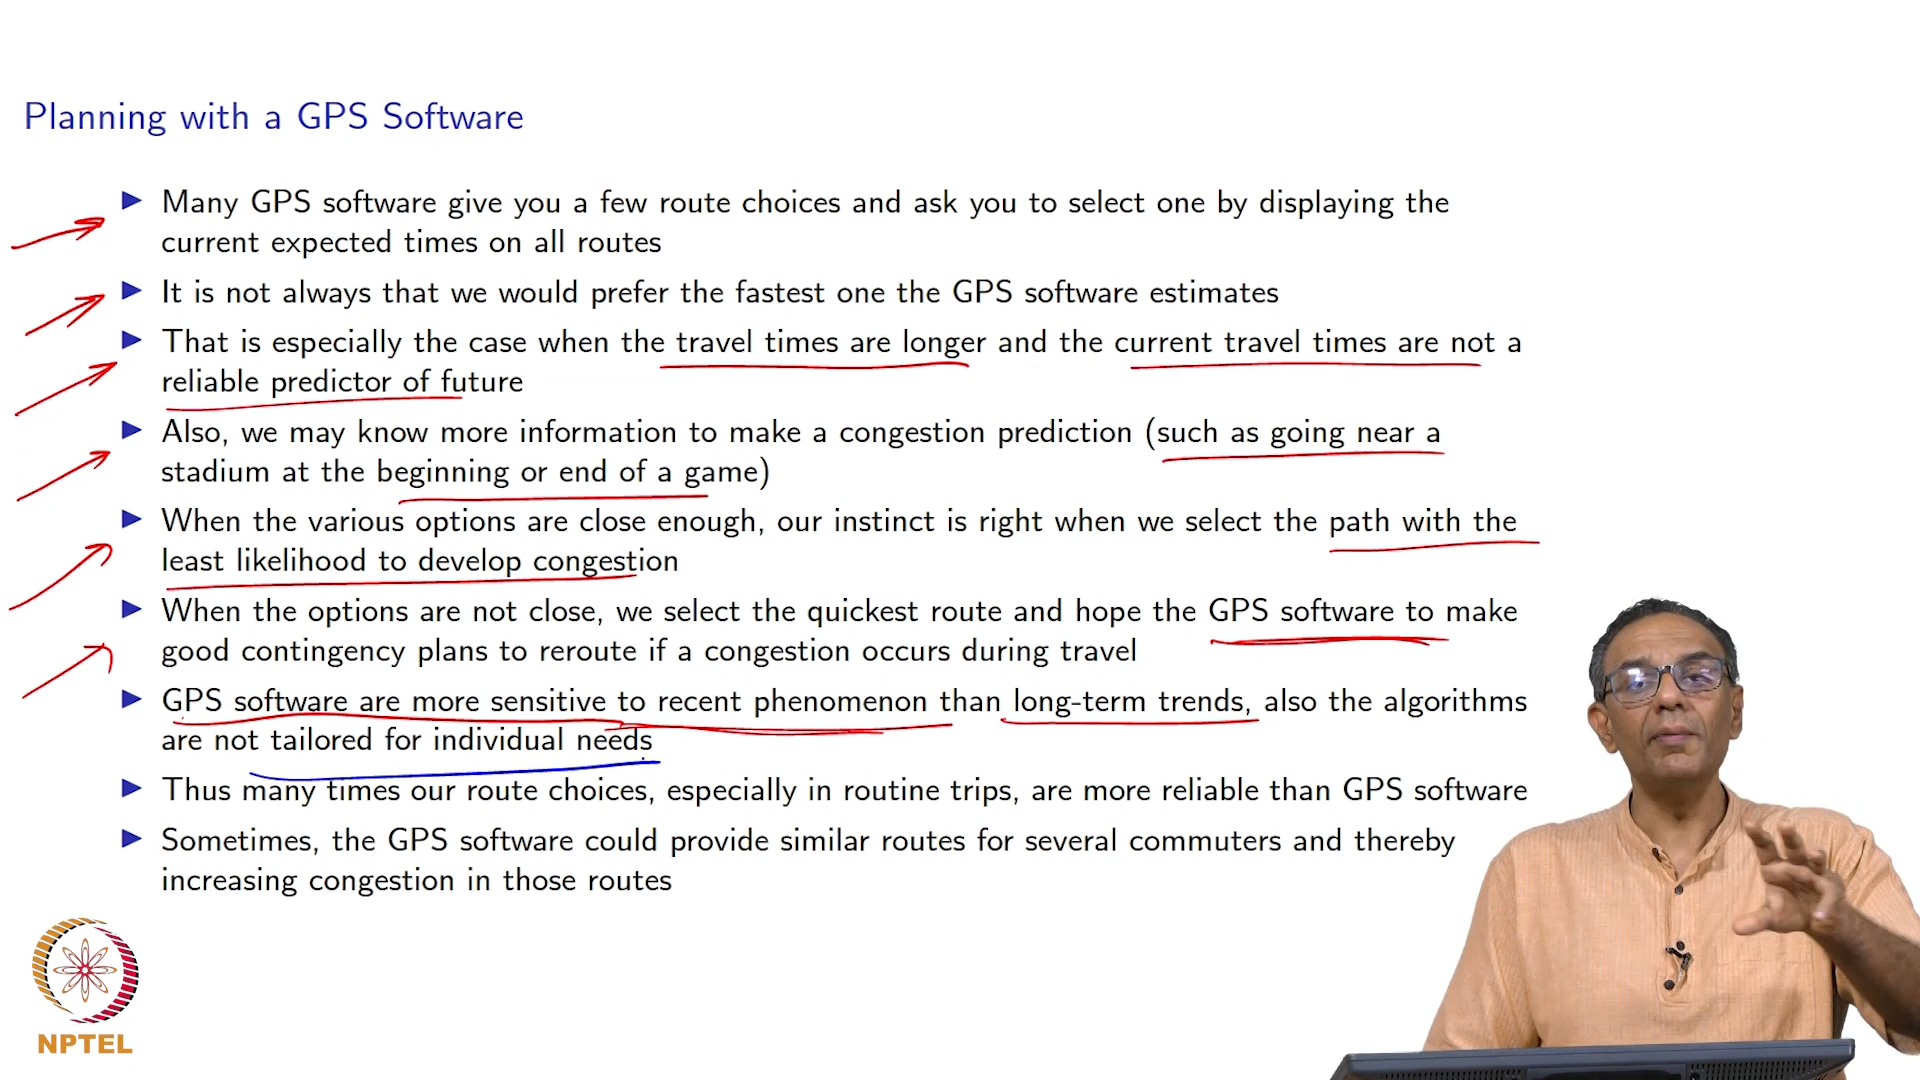 Planning with a GPS Software
Many GPS software give you a few route choices and ask you to select one by displaying the
current expected times on all routes
It is not always that we would prefer the fastest one the GPS software estimates
That is especially the case when the travel times are longer and the current travel times are not a
reliable predictor of future
Also, we may know more information to make a congestion prediction (such as going near a
stadium at the beginning or end of a game)
When the various options are close enough, our instinct is right when we select the path with the
least likelihood to develop congestion
When the options are not close, we select the quickest route and hope the GPS software to make
good contingency plans to reroute if a congestion occurs during travel
GPS software are more sensitive to recent phenomenon than long-term trends, also the algorithms
are not tailored for individual needs
Thus many times our route choices, especially in routine trips, are more reliable than GPS software
Sometimes, the GPS software could provide similar routes for several commuters and thereby
increasing congestion in those routes
NPTEL